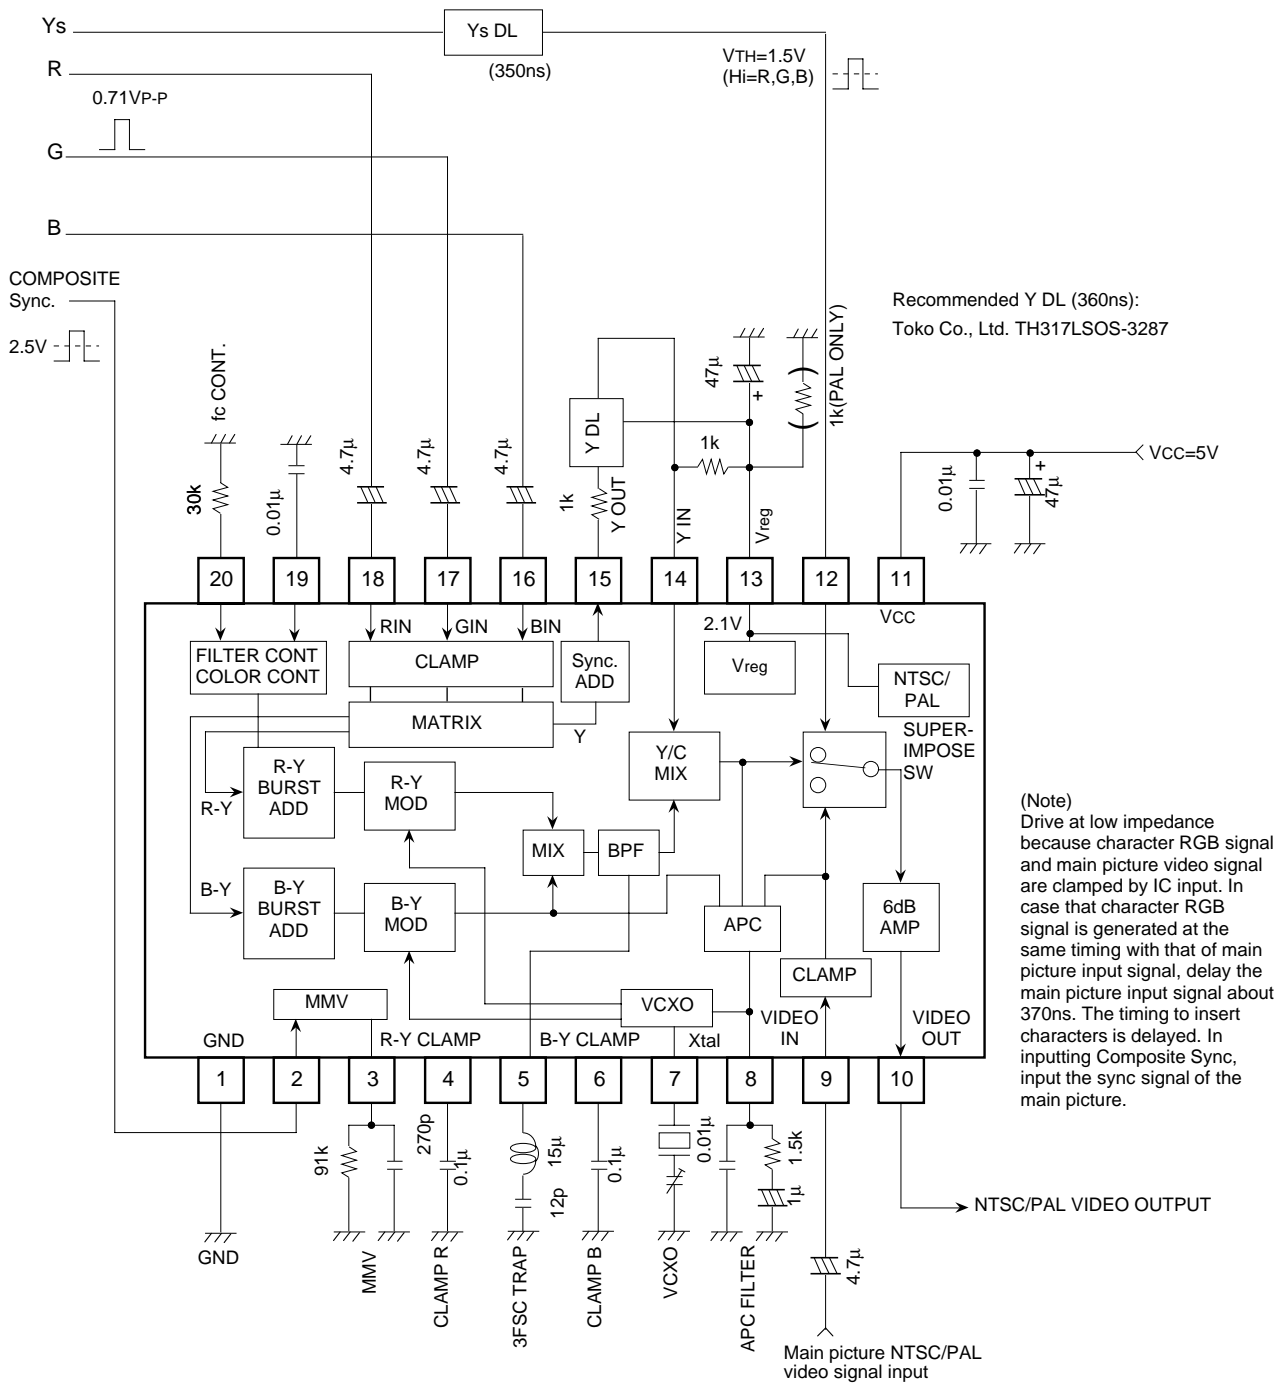 Ys
Ys DL
(350ns)
VTH=1.5V
(Hi=R,G,B)
R
0.71VP-P
G
B
COMPOSITE
Sync.
2.5V
Recommended Y DL (360ns):
Toko Co., Ltd. TH317LSOS-3287
fc CONT.
30k
0.01µ
4.7µ
4.7µ
4.7µ
1k
Y OUT
Y DL
Y IN
1k
47µ
+
Vreg
1k(PAL ONLY)
VCC=5V
0.01µ
+
47µ
20
19
18
17
16
15
14
13
12
11
RIN
GIN
BIN
2.1V
VCC
FILTER CONT
COLOR CONT
CLAMP
Sync.
ADD
Vreg
NTSC/
PAL
MATRIX
Y
Y/C
MIX
SUPER-
IMPOSE
SW
R-Y
R-Y
BURST
ADD
R-Y
MOD
MIX
BPF
B-Y
B-Y
BURST
ADD
B-Y
MOD
APC
6dB
AMP
CLAMP
MMV
VCXO
GND
R-Y CLAMP
B-Y CLAMP
Xtal
VIDEO
IN
VIDEO
OUT
1
2
3
4
5
6
7
8
9
10
(Note)
Drive at low impedance
because character RGB signal
and main picture video signal
are clamped by IC input. In
case that character RGB
signal is generated at the
same timing with that of main
picture input signal, delay the
main picture input signal about
370ns. The timing to insert
characters is delayed. In
inputting Composite Sync,
input the sync signal of the
main picture.
91k
270p
0.1µ
15µ
12p
0.1µ
0.01µ
1.5k
1µ
4.7µ
GND
MMV
CLAMP R
3FSC TRAP
CLAMP B
VCXO
APC FILTER
NTSC/PAL VIDEO OUTPUT
Main picture NTSC/PAL
video signal input